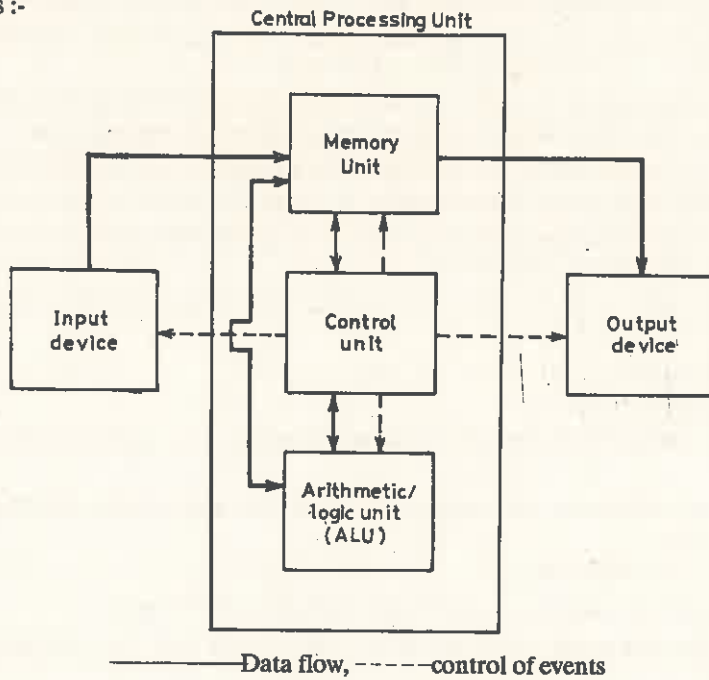 s :-
Central Processing Unit
Memory
Unit
Input
device
Control
unit
Output
device
Arithmetic/
logic unit
(ALU)
Data flow, -----control of events